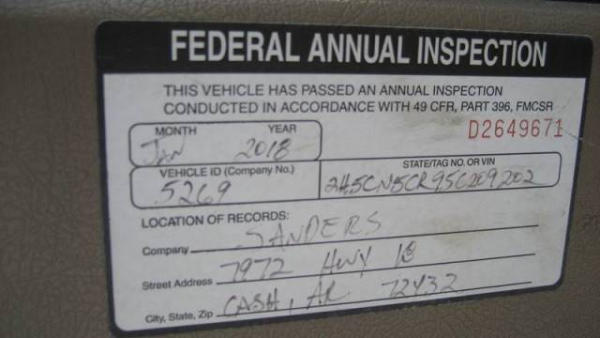 FEDERAL ANNUAL INSPECTION
THIS VEHICLE HAS PASSED AN ANNUAL INSPECTION
CONDUCTED IN ACCORDANCE WITH 49 CFR, PART 396, FMCSR
D2649671
MONTH YEAR
Jan 2018
VEHICLE ID (Company No.) STATE/TAG NO. OR VIN
5269
LOCATION OF RECORDS:
Company SANDERS
Street Address 7972 Hwy 18
City, State, Zip CASH, AR 72432